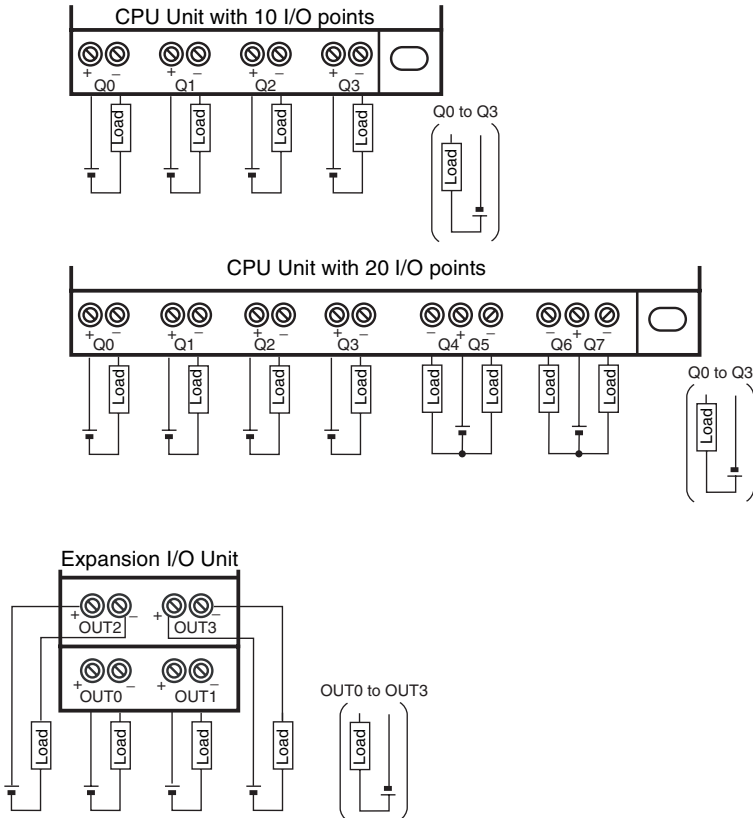 CPU Unit with 10 I/O points
+ – + – + – + –
Q0 Q1 Q2 Q3
Load Load Load Load
Q0 to Q3
Load
CPU Unit with 20 I/O points
+ – + – + – + – – + – – + –
Q0 Q1 Q2 Q3 Q4 Q5 Q6 Q7
Load Load Load Load Load Load Load Load
Q0 to Q3
Load
Expansion I/O Unit
+ – + –
OUT2 OUT3
+ – + –
OUT0 OUT1
Load Load Load Load
OUT0 to OUT3
Load